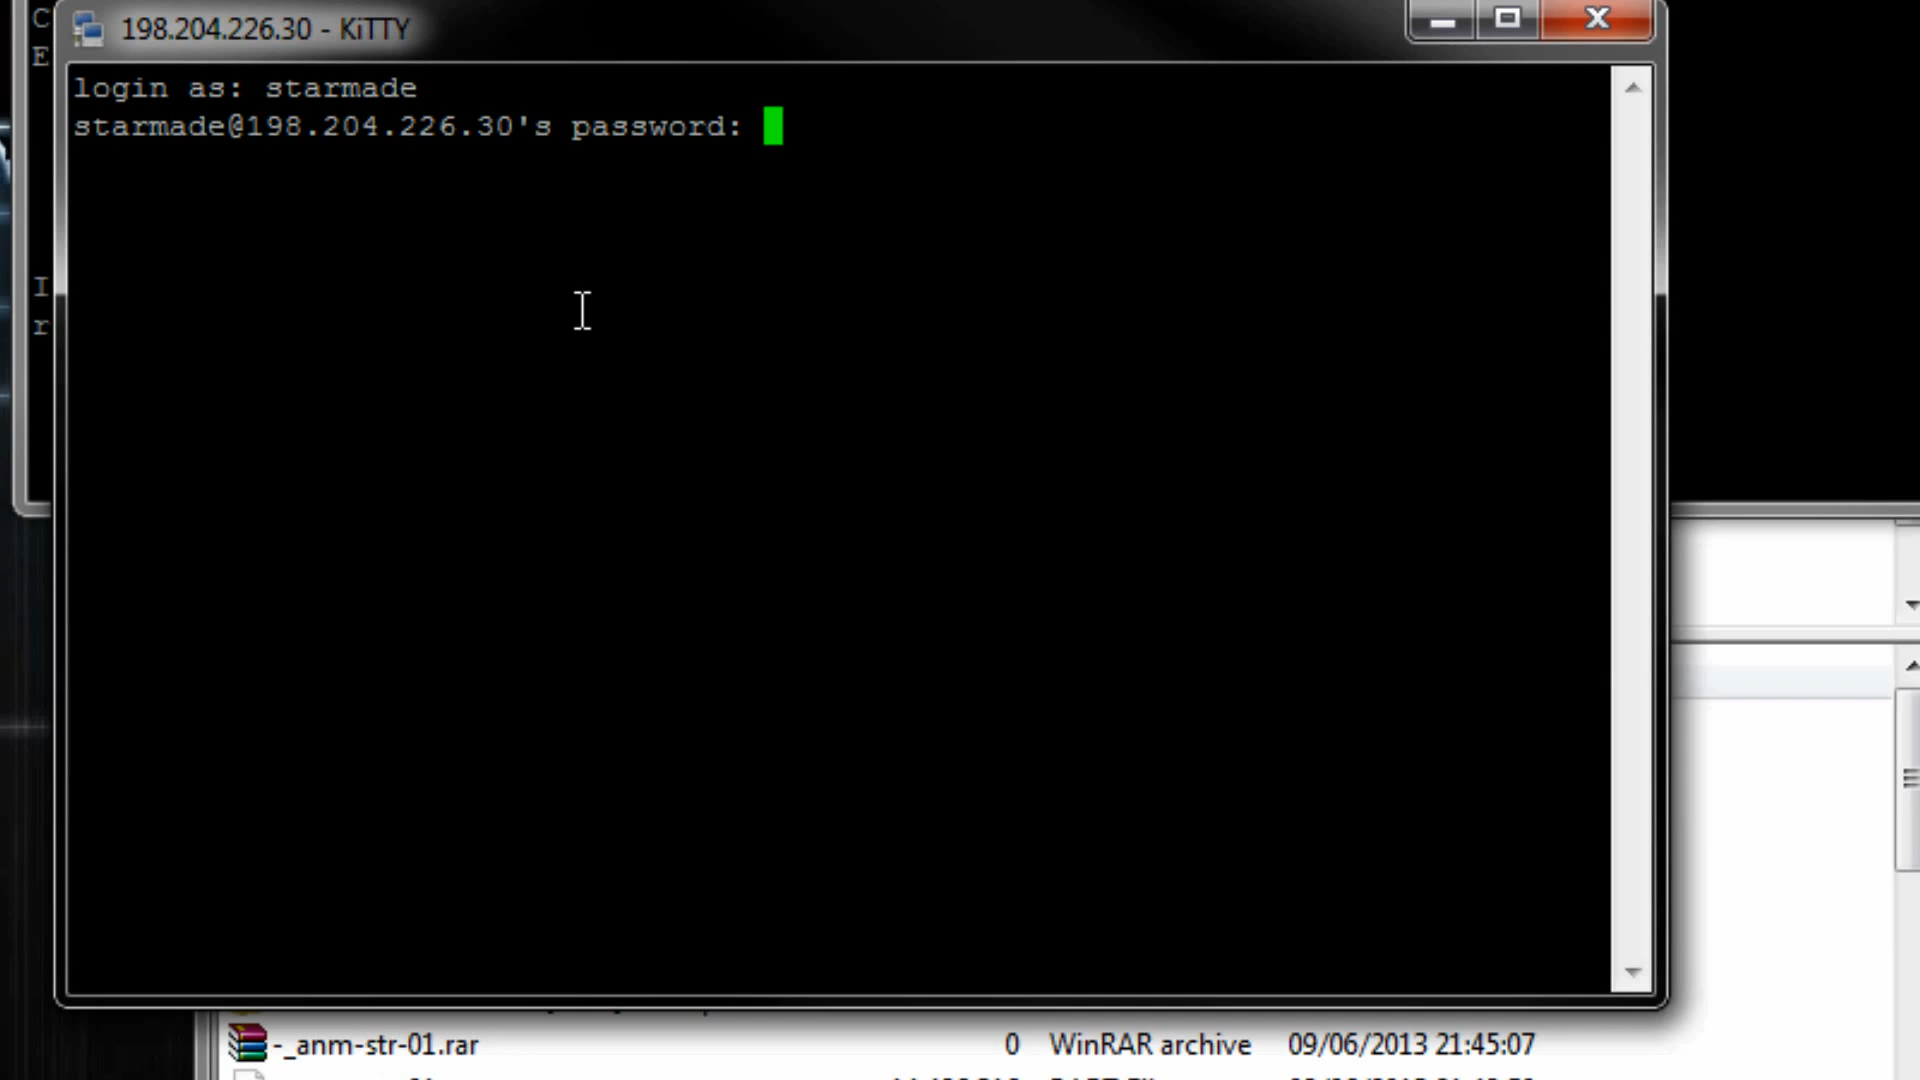 198.204.226.30 - KiTTY
C
E
login as: starmade
starmade@198.204.226.30's password:
I
r
-_anm-str-01.rar 0 WinRAR archive 09/06/2013 21:45:07